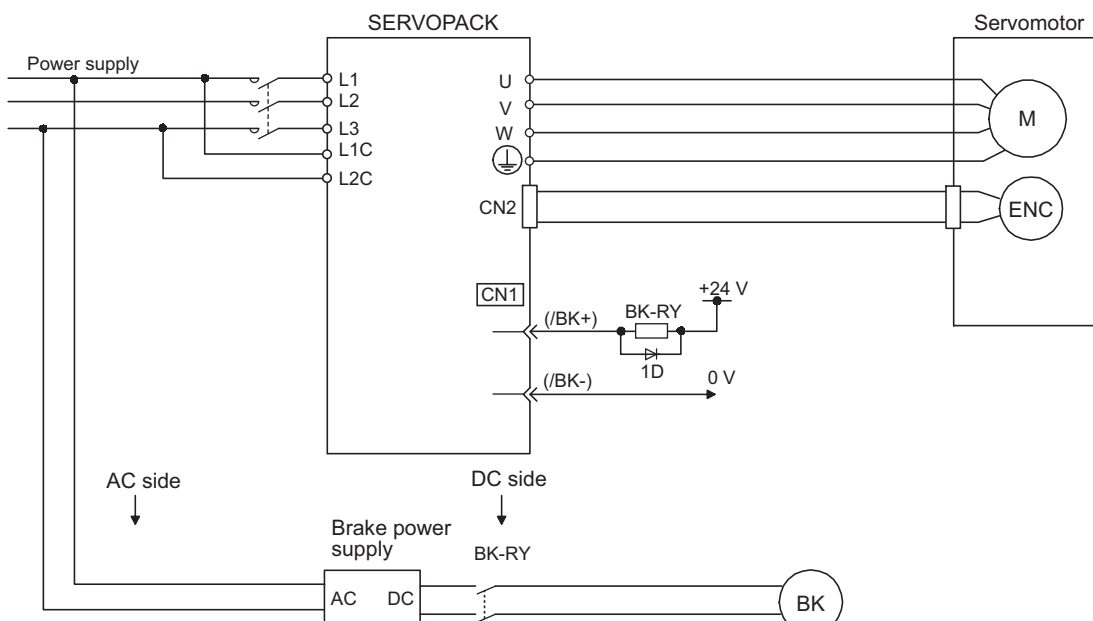 SERVOPACK
Servomotor
Power supply
L1
L2
L3
L1C
L2C
U
V
W
M
CN2
ENC
CN1
+24 V
(/BK+)
BK-RY
1D
(/BK-)
0 V
AC side
DC side
Brake power
supply
BK-RY
AC
DC
BK